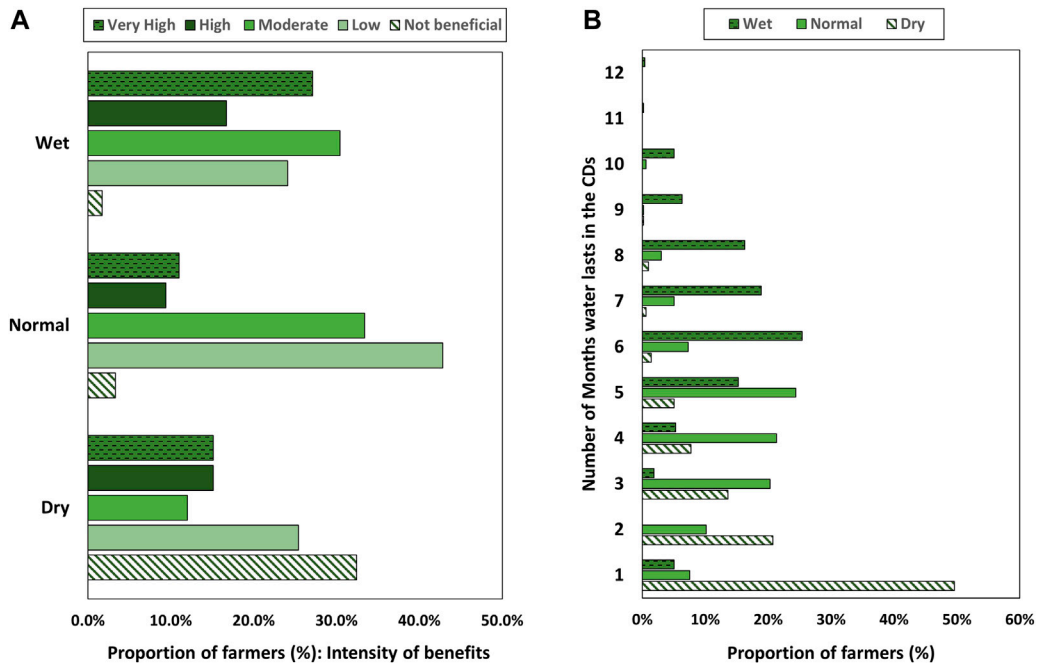 A
Very High High Moderate Low Not beneficial
Wet
Normal
Dry
0.0% 10.0% 20.0% 30.0% 40.0% 50.0%
Proportion of farmers (%): Intensity of benefits
B
Wet Normal Dry
Number of Months water lasts in the CDs
12
11
10
9
8
7
6
5
4
3
2
1
0% 10% 20% 30% 40% 50% 60%
Proportion of farmers (%)